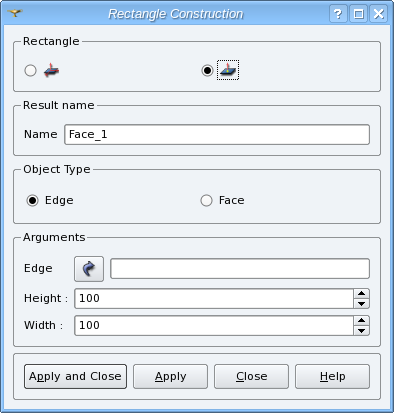 Rectangle Construction
Rectangle
Result name
Name Face_1
Object Type
Edge Face
Arguments
Edge
Height : 100
Width : 100
Apply and Close Apply Close Help